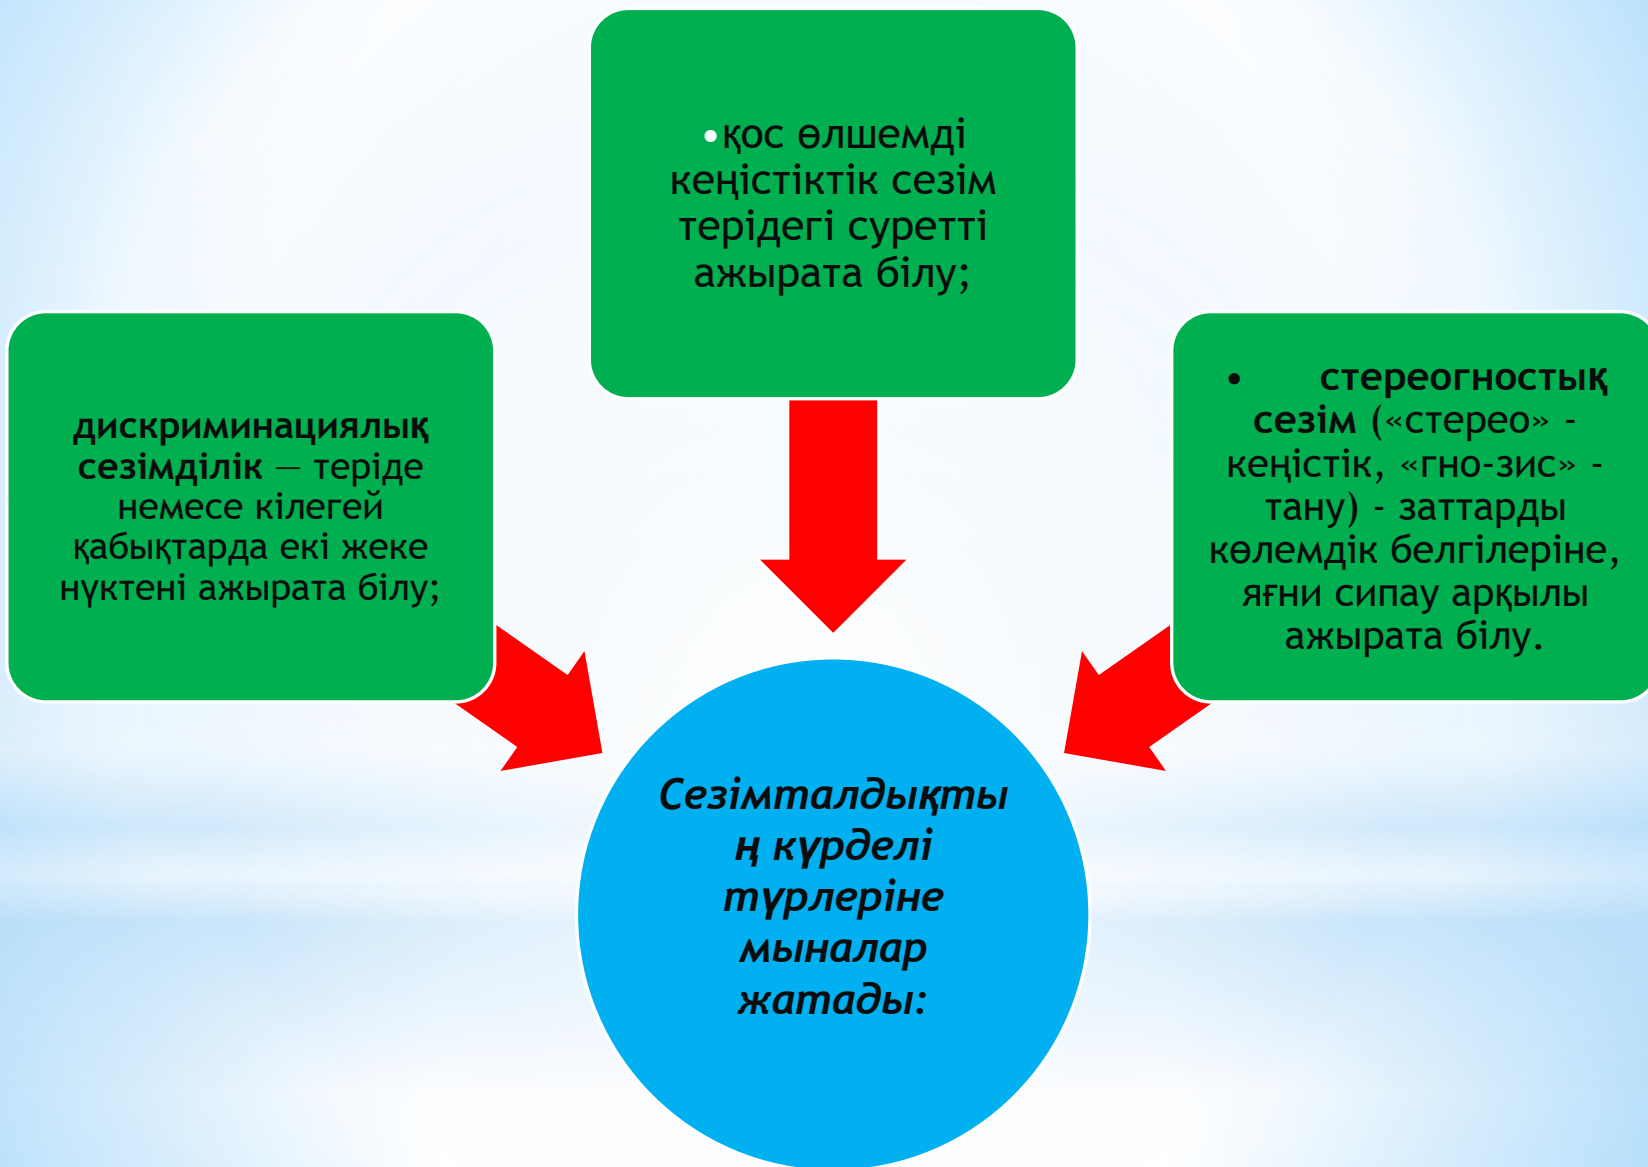 •қос өлшемді
кеңістіктік сезім
терідегі суретті
ажырата білу;
дискриминациялық
сезімділік — теріде
немесе кілегей
қабықтарда екі жеке
нүктені ажырата білу;
• стереогностық
сезім («стерео» -
кеңістік, «гно-зис» -
тану) - заттарды
көлемдік белгілеріне,
яғни сипау арқылы
ажырата білу.
Сезімталдықты
ң күрделі
түрлеріне
мыналар
жатады: